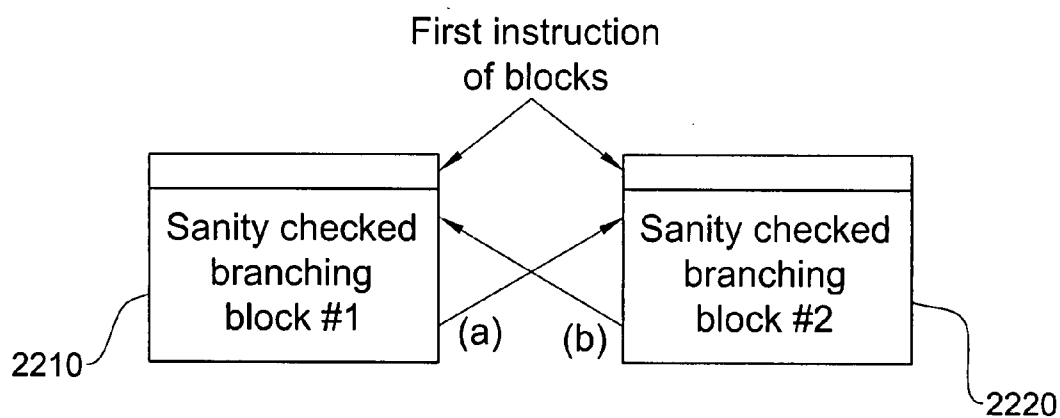 First instruction
of blocks
Sanity checked
branching
block #1
Sanity checked
branching
block #2
(a)
(b)
2210
2220